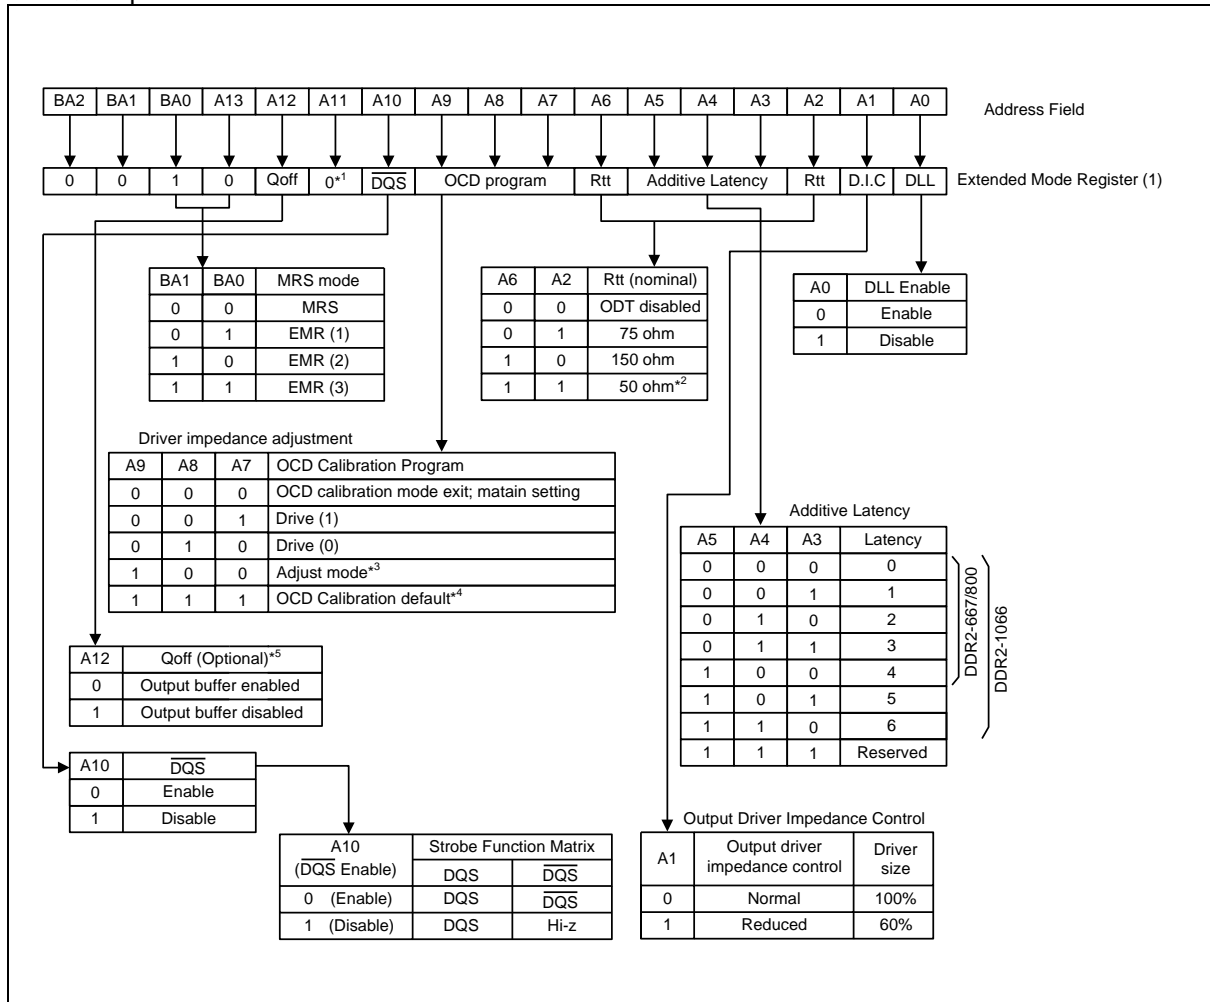 BA2 BA1 BA0 A13 A12 A11 A10 A9 A8 A7 A6 A5 A4 A3 A2 A1 A0 Address Field
0 0 1 0 Qoff 0*1 DQS OCD program Rtt Additive Latency Rtt D.I.C DLL Extended Mode Register (1)
BA1 BA0 MRS mode
0 0 MRS
0 1 EMR (1)
1 0 EMR (2)
1 1 EMR (3)
A6 A2 Rtt (nominal)
0 0 ODT disabled
0 1 75 ohm
1 0 150 ohm
1 1 50 ohm*2
A0 DLL Enable
0 Enable
1 Disable
Driver impedance adjustment
A9 A8 A7 OCD Calibration Program
0 0 0 OCD calibration mode exit; matain setting
0 0 1 Drive (1)
0 1 0 Drive (0)
1 0 0 Adjust mode*3
1 1 1 OCD Calibration default*4
Additive Latency
A5 A4 A3 Latency
0 0 0 0
0 0 1 1
0 1 0 2
0 1 1 3
1 0 0 4
1 0 1 5
1 1 0 6
1 1 1 Reserved
DDR2-667/800
DDR2-1066
A12 Qoff (Optional)*5
0 Output buffer enabled
1 Output buffer disabled
A10 DQS
0 Enable
1 Disable
A10 (DQS Enable) Strobe Function Matrix
DQS DQS
0 (Enable) DQS DQS
1 (Disable) DQS Hi-z
Output Driver Impedance Control
A1 Output driver impedance control Driver size
0 Normal 100%
1 Reduced 60%